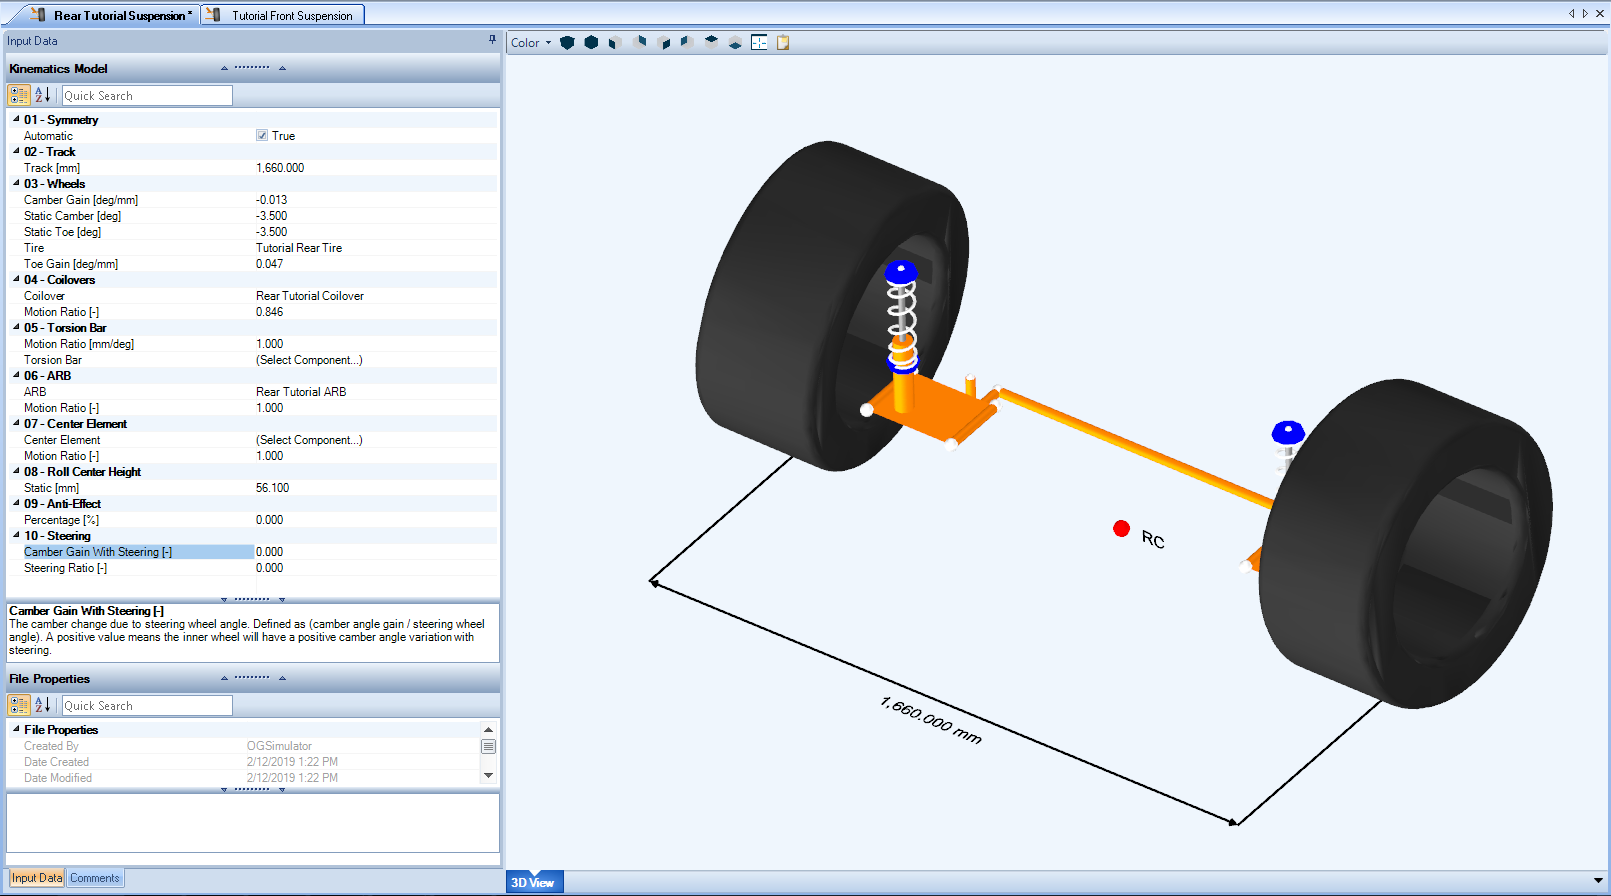 Rear Tutorial Suspension *
Tutorial Front Suspension
Input Data
Kinematics Model
Quick Search
01 - Symmetry
Automatic True
02 - Track
Track [mm] 1,660.000
03 - Wheels
Camber Gain [deg/mm] -0.013
Static Camber [deg] -3.500
Static Toe [deg] -3.500
Tire Tutorial Rear Tire
Toe Gain [deg/mm] 0.047
04 - Coilovers
Coilover Rear Tutorial Coilover
Motion Ratio [-] 0.846
05 - Torsion Bar
Motion Ratio [mm/deg] 1.000
Torsion Bar (Select Component...)
06 - ARB
ARB Rear Tutorial ARB
Motion Ratio [-] 1.000
07 - Center Element
Center Element (Select Component...)
Motion Ratio [-] 1.000
08 - Roll Center Height
Static [mm] 56.100
09 - Anti-Effect
Percentage [%] 0.000
10 - Steering
Camber Gain With Steering [-] 0.000
Steering Ratio [-] 0.000
Camber Gain With Steering [-]
The camber change due to steering wheel angle. Defined as (camber angle gain / steering wheel
angle). A positive value means the inner wheel will have a positive camber angle variation with
steering.
File Properties
Quick Search
File Properties
Created By OGSimulator
Date Created 2/12/2019 1:22 PM
Date Modified 2/12/2019 1:22 PM
Input Data Comments
Color
RC
1,660.000 mm
3D View